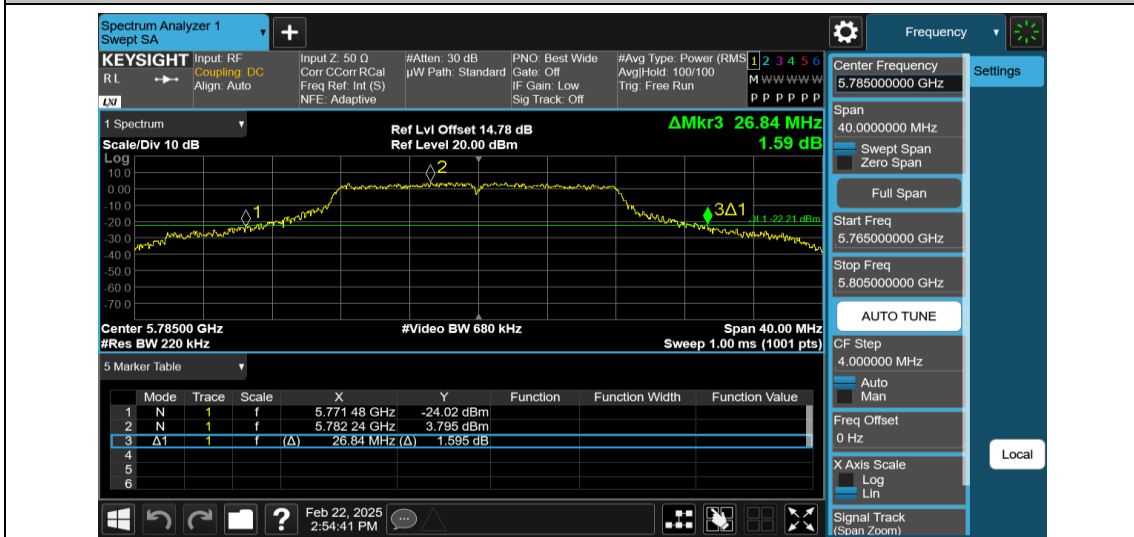 Spectrum Analyzer 1
Swept SA
Frequency
KEYSIGHT
RL
LXI
Input: RF
Coupling: DC
Align: Auto
Input Z: 50 Ω
Corr CCorr RCal
Freq Ref: Int (S)
NFE: Adaptive
#Atten: 30 dB
µW Path: Standard
PNO: Best Wide
Gate: Off
IF Gain: Low
Sig Track: Off
#Avg Type: Power (RMS
Avg|Hold: 100/100
Trig: Free Run
1 2 3 4 5 6
M W W W W W
P P P P P P
1 Spectrum
Scale/Div 10 dB
Ref Lvl Offset 14.78 dB
Ref Level 20.00 dBm
ΔMkr3 26.84 MHz
1.59 dB
Log
10.0
0.00
-10.0
-20.0
-30.0
-40.0
-50.0
-60.0
-70.0
1
2
3Δ1
DL1 -22.21 dBm
Center 5.78500 GHz
#Video BW 680 kHz
Span 40.00 MHz
#Res BW 220 kHz
Sweep 1.00 ms (1001 pts)
5 Marker Table
Mode Trace Scale X Y Function Function Width Function Value
1 N 1 f 5.771 48 GHz -24.02 dBm
2 N 1 f 5.782 24 GHz 3.795 dBm
3 Δ1 1 f (Δ) 26.84 MHz (Δ) 1.595 dB
4
5
6
Feb 22, 2025
2:54:41 PM
Center Frequency
5.785000000 GHz
Span
40.0000000 MHz
Swept Span
Zero Span
Full Span
Start Freq
5.765000000 GHz
Stop Freq
5.805000000 GHz
AUTO TUNE
CF Step
4.000000 MHz
Auto
Man
Freq Offset
0 Hz
X Axis Scale
Log
Lin
Signal Track
(Span Zoom)
Settings
Local